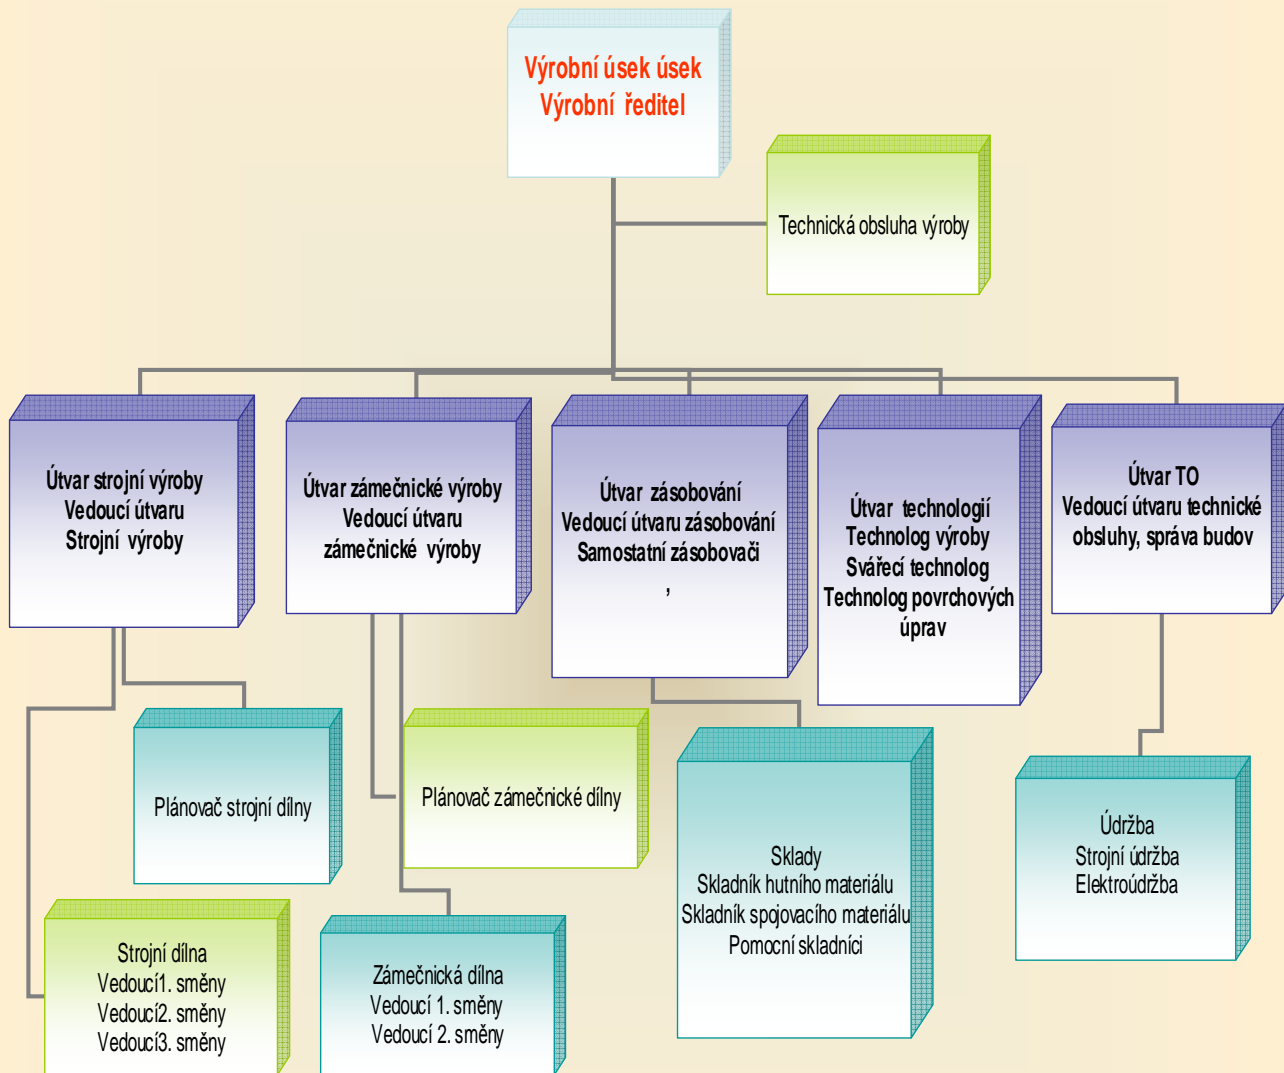 Výrobní úsek úsek
Výrobní ředitel
Technická obsluha výroby
Útvar strojní výroby
Vedoucí útvaru
Strojní výroby
Útvar zámečnické výroby
Vedoucí útvaru
zámečnické výroby
Útvar zásobování
Vedoucí útvaru zásobování
Samostatní zásobovači
,
Útvar technologií
Technolog výroby
Svářecí technolog
Technolog povrchových
úprav
Útvar TO
Vedoucí útvaru technické
obsluhy, správa budov
Plánovač strojní dílny
Plánovač zámečnické dílny
Sklady
Skladník hutního materiálu
Skladník spojovacího materiálu
Pomocní skladníci
Údržba
Strojní údržba
Elektroúdržba
Strojní dílna
Vedoucí1. směny
Vedoucí2. směny
Vedoucí3. směny
Zámečnická dílna
Vedoucí 1. směny
Vedoucí 2. směny